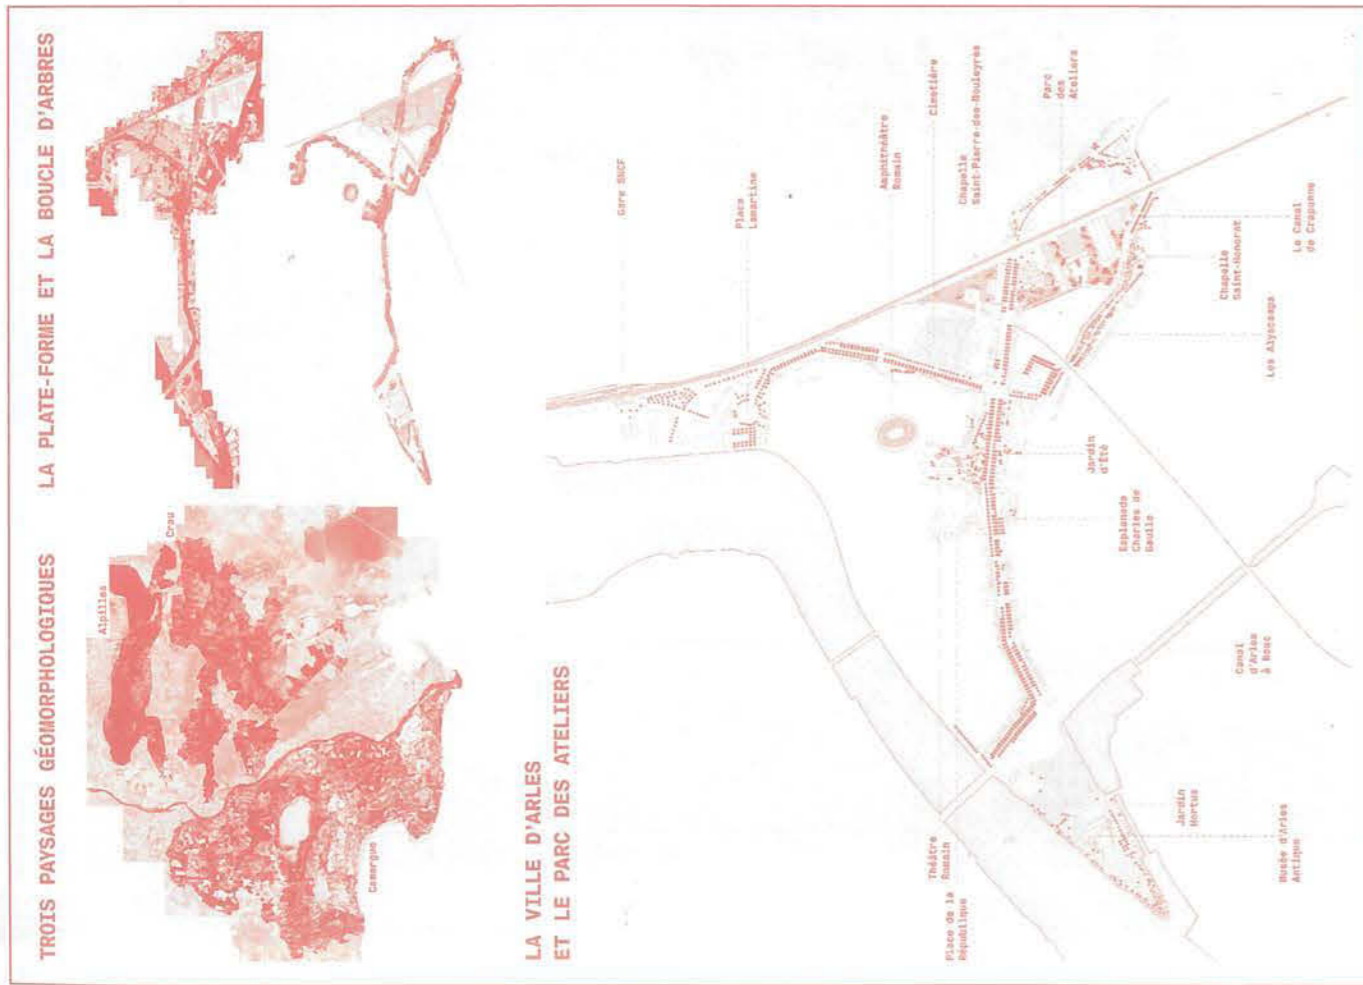 TROIS PAYSAGES GÉOMORPHOLOGIQUES
Alpilles
Crau
Camargue
LA PLATE-FORME ET LA BOUCLE D'ARBRES
LA VILLE D'ARLES
ET LE PARC DES ATELIERS
Gare SNCF
Place
Lamartine
Amphithéâtre
Romain
Cimetière
Chapelle
Saint-Pierre-des-Mouleyrès
Parc
des
Ateliers
Théâtre
Romain
Place de la
République
Jardin
d'Été
Esplanade
Charles de
Gaulle
Les Alyscamps
Chapelle
Saint-Honorat
Le Canal
de Craponne
Canal
d'Arles
à Bouc
Jardin
Hortus
Musée d'Arles
Antique